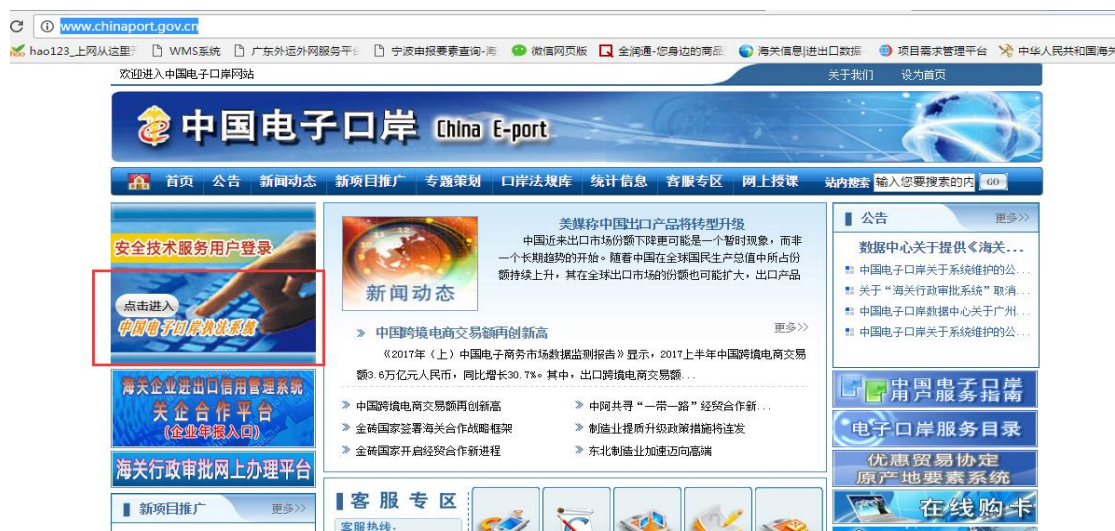 www.chinaport.gov.cn
hao123_上网从这里
WMS系统
广东外运外网服务平
宁波申报要素查询-海
微信网页版
全润通-您身边的商品
海关信息|进出口数据
项目需求管理平台
中华人民共和国海关
欢迎进入中国电子口岸网站
关于我们 设为首页
中国电子口岸 China E-port
首页 公告 新闻动态 新项目推广 专题策划 口岸法规库 统计信息 客服专区 网上授课 站内搜索 输入您要搜索的内 GO
安全技术服务用户登录
点击进入
中国电子口岸执法系统
海关企业进出口信用管理系统
关企合作平台
(企业年报入口)
海关行政审批网上办理平台
新项目推广 更多>>
新闻动态
美媒称中国出口产品将转型升级
中国近来出口市场份额下降更可能是一个暂时现象，而非
一个长期趋势的开始。随着中国在全球国民生产总值中所占份
额持续上升，其在全球出口市场的份额也可能扩大，出口产品
中国跨境电商交易额再创新高 更多>>
《2017年（上）中国电子商务市场数据监测报告》显示，2017上半年中国跨境电商交易
额3.6万亿元人民币，同比增长30.7%。其中，出口跨境电商交易额...
中国跨境电商交易额再创新高
中阿共寻“一带一路”经贸合作新...
金砖国家签署海关合作战略框架
制造业提质升级政策措施将连发
金砖国家开启经贸合作新进程
东北制造业加速迈向高端
客服专区
客服热线：
公告 更多>>
数据中心关于提供《海关...
中国电子口岸关于系统维护的公...
关于“海关行政审批系统”取消...
中国电子口岸数据中心关于广州...
中国电子口岸关于系统维护的公...
中国电子口岸
用户服务指南
电子口岸服务目录
优惠贸易协定
原产地要素系统
在线购卡